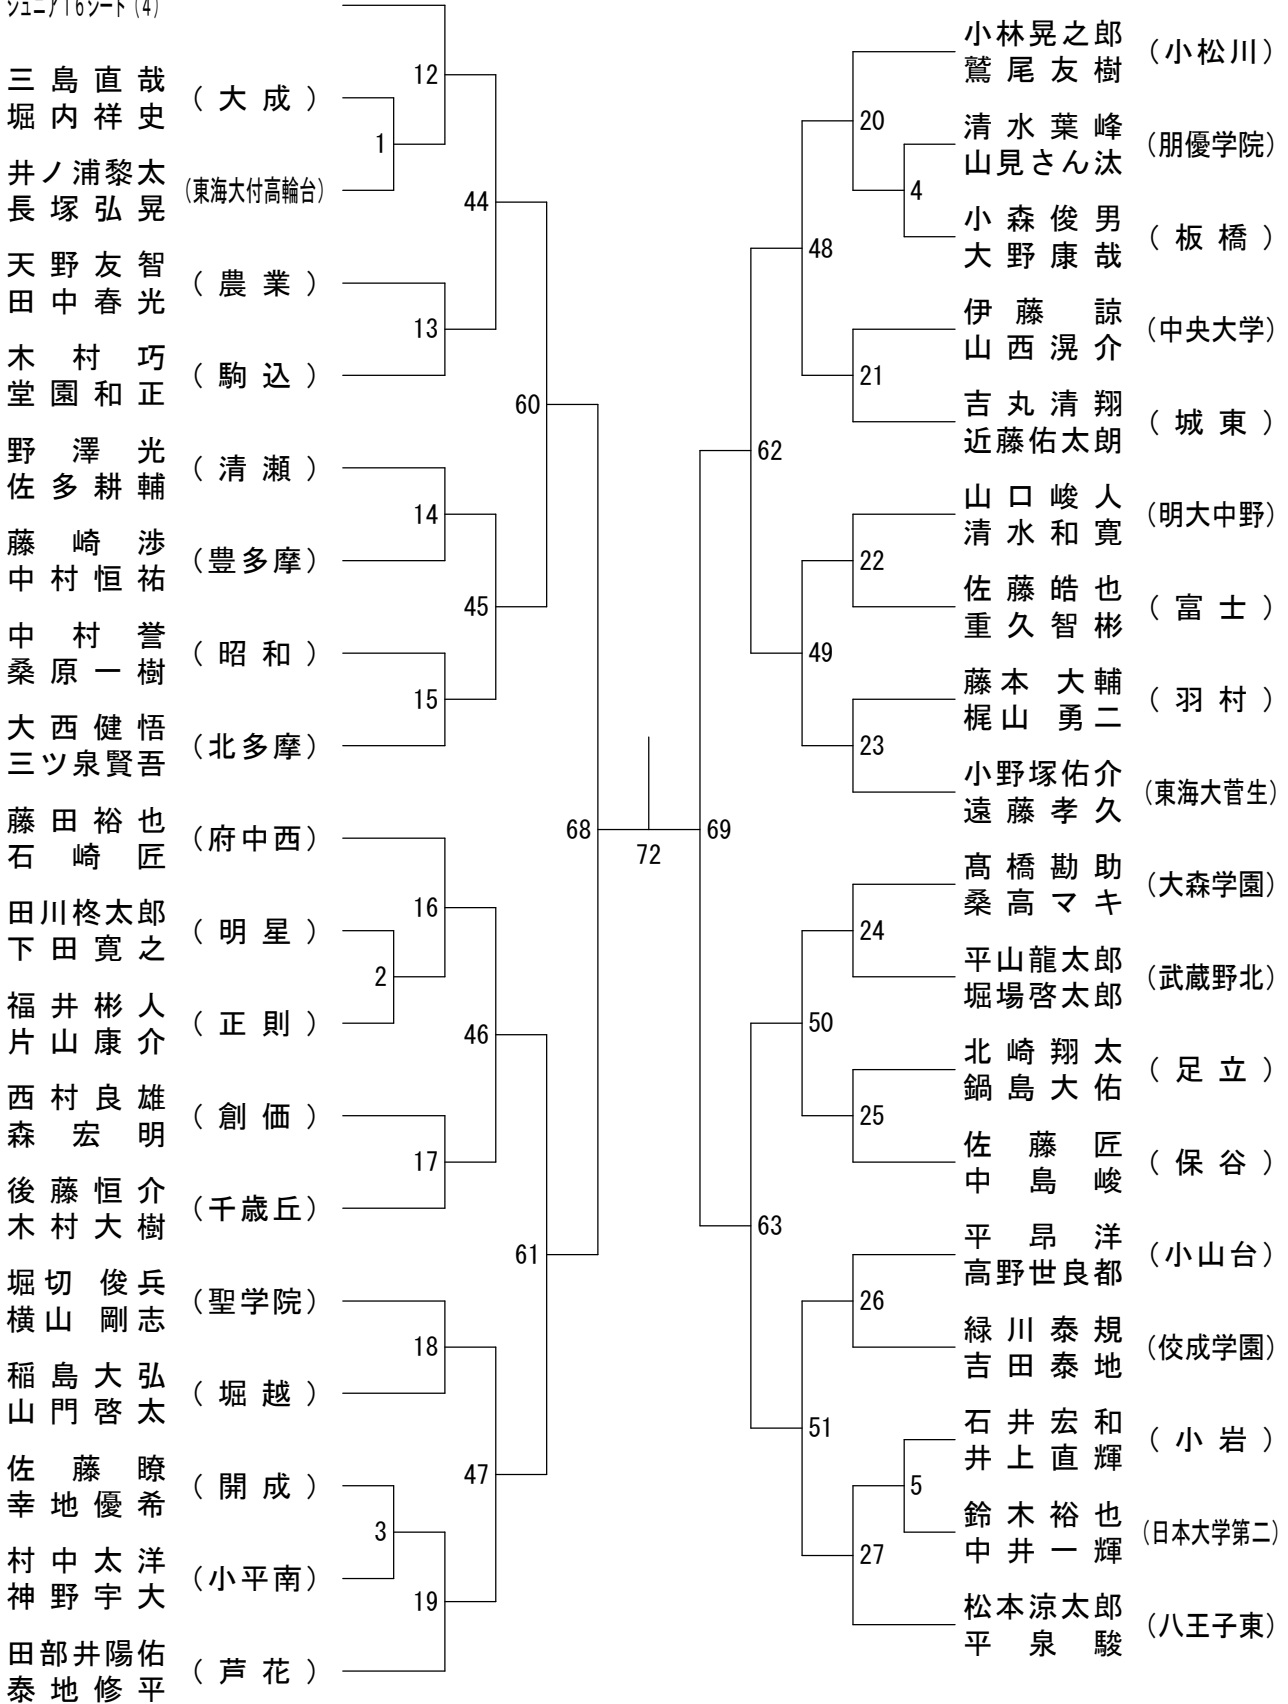 ジュニア16シード(4)
三島直哉
堀内祥史
(大成)
井ノ浦黎太
長塚弘晃
(東海大付高輪台)
天野友智
田中春光
(農業)
木村巧
堂園和正
(駒込)
野澤光
佐多耕輔
(清瀬)
藤崎渉
中村恒祐
(豊多摩)
中村誉
桑原一樹
(昭和)
大西健悟
三ツ泉賢吾
(北多摩)
藤田裕也
石崎匠
(府中西)
田川柊太郎
下田寛之
(明星)
福井彬人
片山康介
(正則)
西村良雄
森宏明
(創価)
後藤恒介
木村大樹
(千歳丘)
堀切俊兵
横山剛志
(聖学院)
稲島大弘
山門啓太
(堀越)
佐藤瞭
幸地優希
(開成)
村中太洋
神野宇大
(小平南)
田部井陽佑
泰地修平
(芦花)
12
1
44
13
60
14
45
15
68
16
2
46
17
61
18
47
3
19
72
69
20
4
48
21
62
22
49
23
24
50
25
63
26
51
5
27
小林晃之郎
鷲尾友樹
(小松川)
清水葉峰
山見さん汰
(朋優学院)
小森俊男
大野康哉
(板橋)
伊藤諒
山西滉介
(中央大学)
吉丸清翔
近藤佑太朗
(城東)
山口峻人
清水和寛
(明大中野)
佐藤皓也
重久智彬
(富士)
藤本大輔
梶山勇二
(羽村)
小野塚佑介
遠藤孝久
(東海大菅生)
髙橋勘助
桑高マキ
(大森学園)
平山龍太郎
堀場啓太郎
(武蔵野北)
北崎翔太
鍋島大佑
(足立)
佐藤匠
中島峻
(保谷)
平昂洋
高野世良都
(小山台)
緑川泰規
吉田泰地
(佼成学園)
石井宏和
井上直輝
(小岩)
鈴木裕也
中井一輝
(日本大学第二)
松本涼太郎
平泉駿
(八王子東)